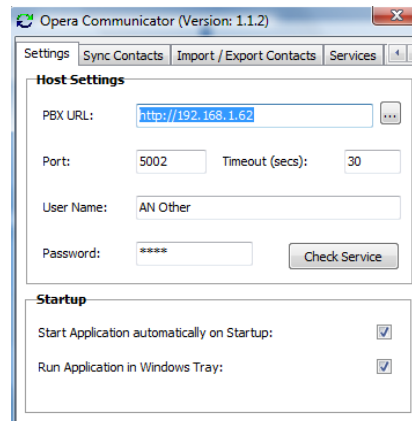 Opera Communicator (Version: 1.1.2)
Settings Sync Contacts Import / Export Contacts Services
Host Settings
PBX URL: http://192.168.1.62 ...
Port: 5002 Timeout (secs): 30
User Name: AN Other
Password: **** Check Service
Startup
Start Application automatically on Startup:
Run Application in Windows Tray: